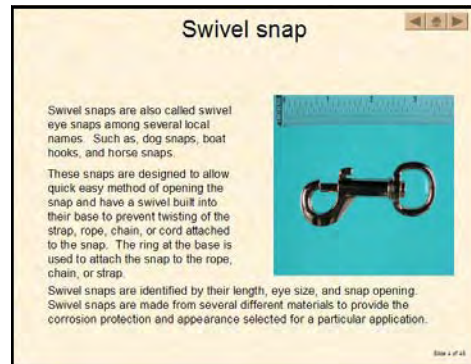 Swivel snap
Swivel snaps are also called swivel
eye snaps among several local
names. Such as, dog snaps, boat
hooks, and horse snaps.
These snaps are designed to allow
quick easy method of opening the
snap and have a swivel built into
their base to prevent twisting of the
strap, rope, chain, or cord attached
to the snap. The ring at the base is
used to attach the snap to the rope,
chain, or strap.
Swivel snaps are identified by their length, eye size, and snap opening.
Swivel snaps are made from several different materials to provide the
corrosion protection and appearance selected for a particular application.